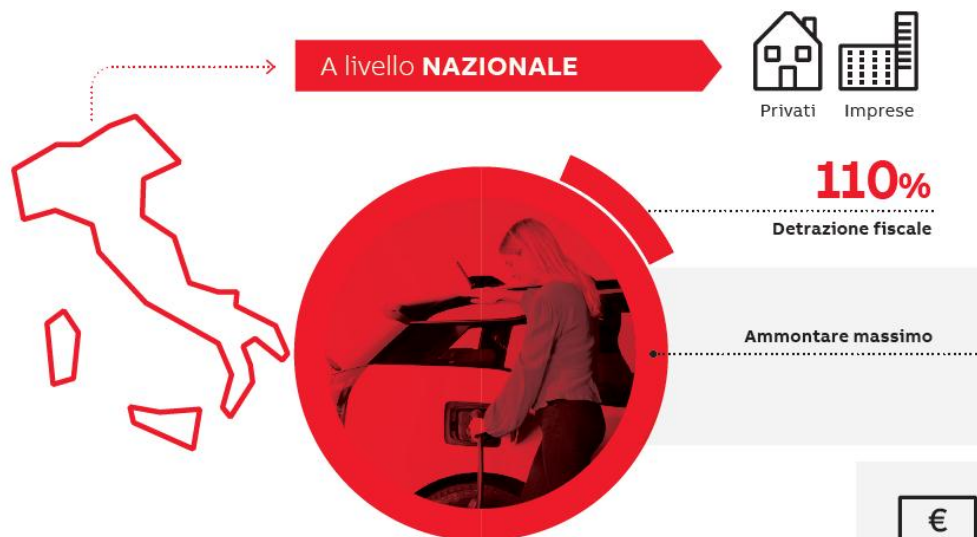 A livello NAZIONALE
Privati Imprese
110%
Detrazione fiscale
Ammontare massimo
€